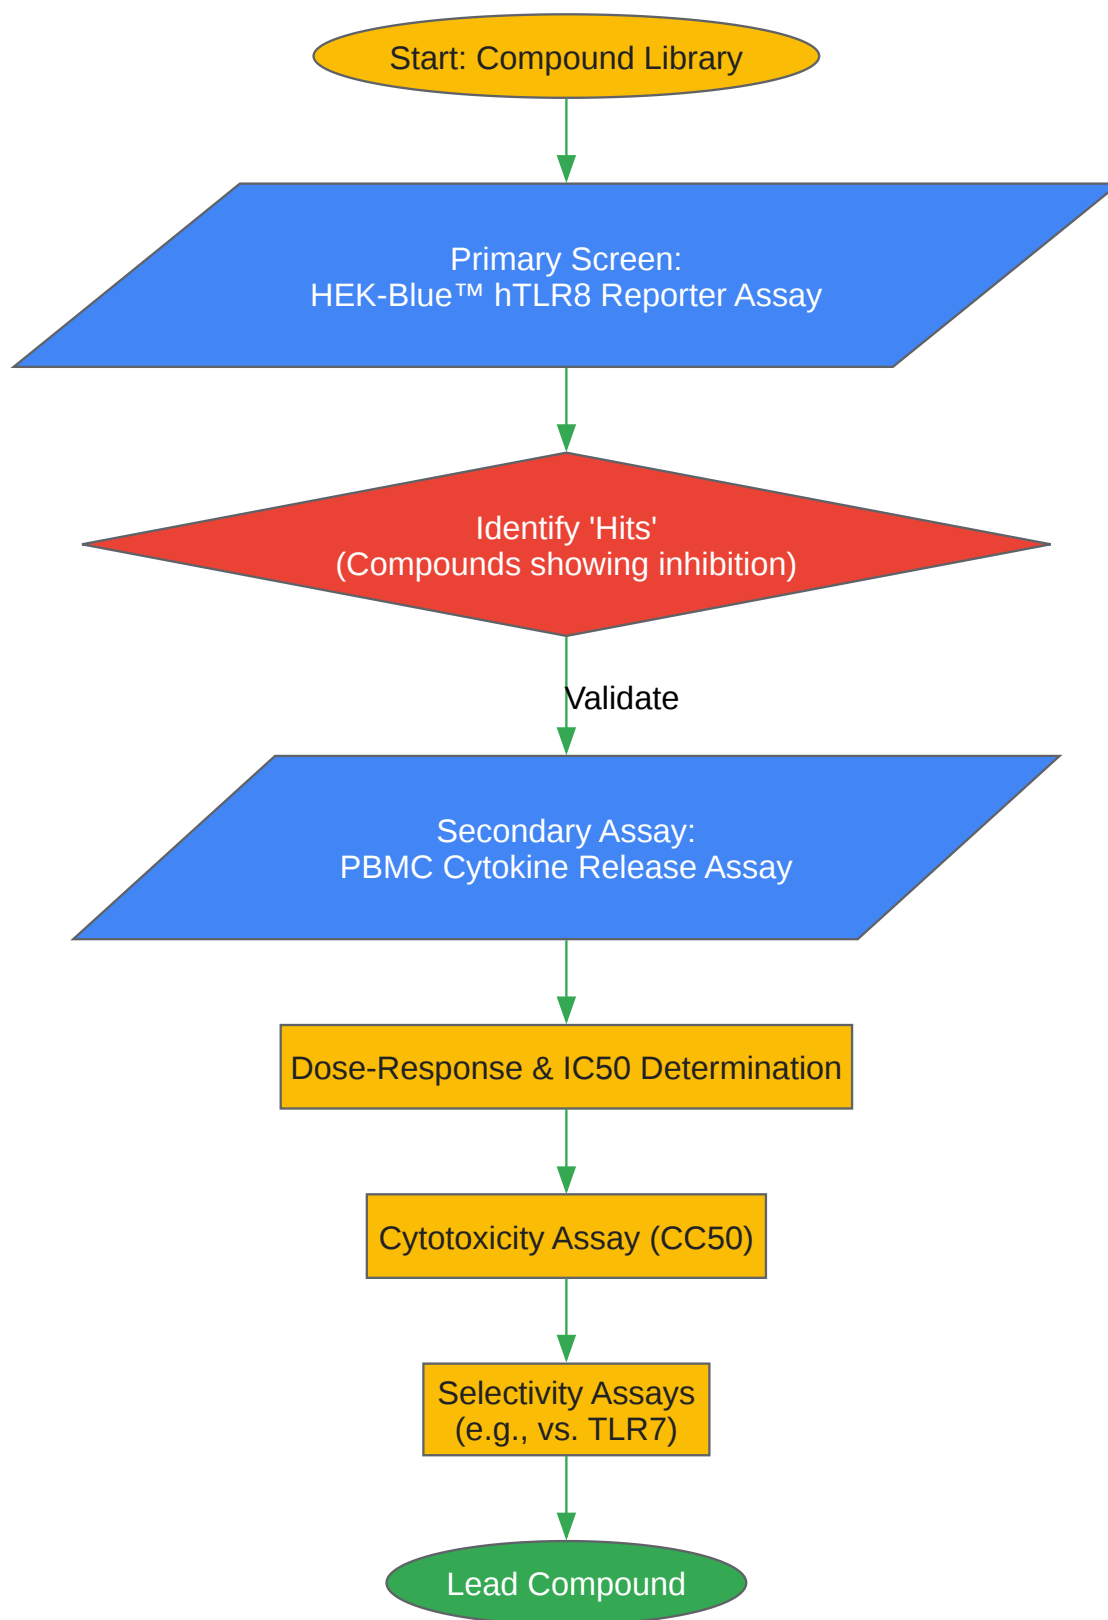 Start: Compound Library
Primary Screen:
HEK-Blue™ hTLR8 Reporter Assay
Identify 'Hits'
(Compounds showing inhibition)
Validate
Secondary Assay:
PBMC Cytokine Release Assay
Dose-Response & IC50 Determination
Cytotoxicity Assay (CC50)
Selectivity Assays
(e.g., vs. TLR7)
Lead Compound